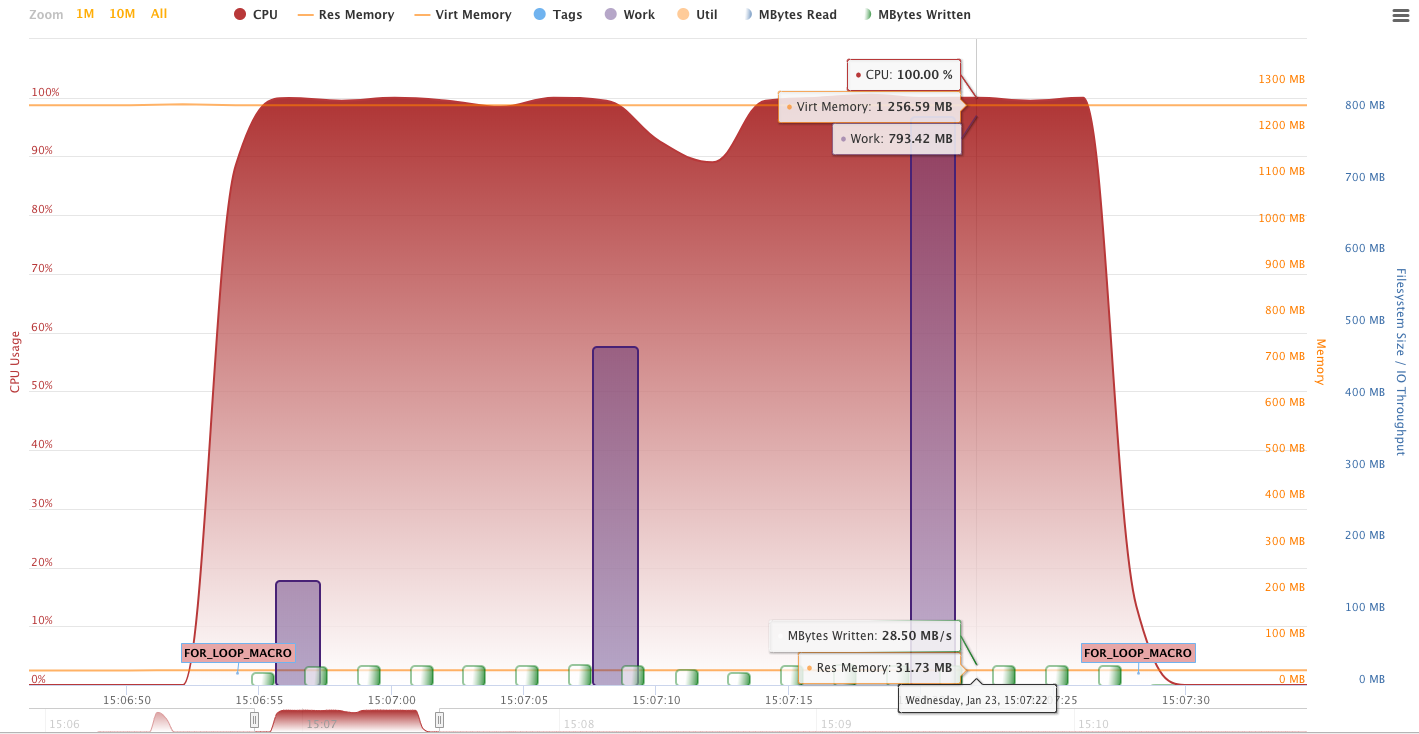 Zoom 1M 10M All CPU Res Memory Virt Memory Tags Work Util MBytes Read MBytes Written
CPU Usage
100%
90%
80%
70%
60%
50%
40%
30%
20%
10%
0%
CPU: 100.00 %
Virt Memory: 1 256.59 MB
Work: 793.42 MB
MBytes Written: 28.50 MB/s
Res Memory: 31.73 MB
Wednesday, Jan 23, 15:07:22
FOR_LOOP_MACRO
FOR_LOOP_MACRO
1300 MB
1200 MB
1100 MB
1000 MB
900 MB
800 MB
700 MB
600 MB
500 MB
400 MB
300 MB
200 MB
100 MB
0 MB
Memory
800 MB
700 MB
600 MB
500 MB
400 MB
300 MB
200 MB
100 MB
0 MB
Filesystem Size / IO Throughput
15:06:50 15:06:55 15:07:00 15:07:05 15:07:10 15:07:15 7:25 15:07:30
15:06 15:07 15:08 15:09 15:10